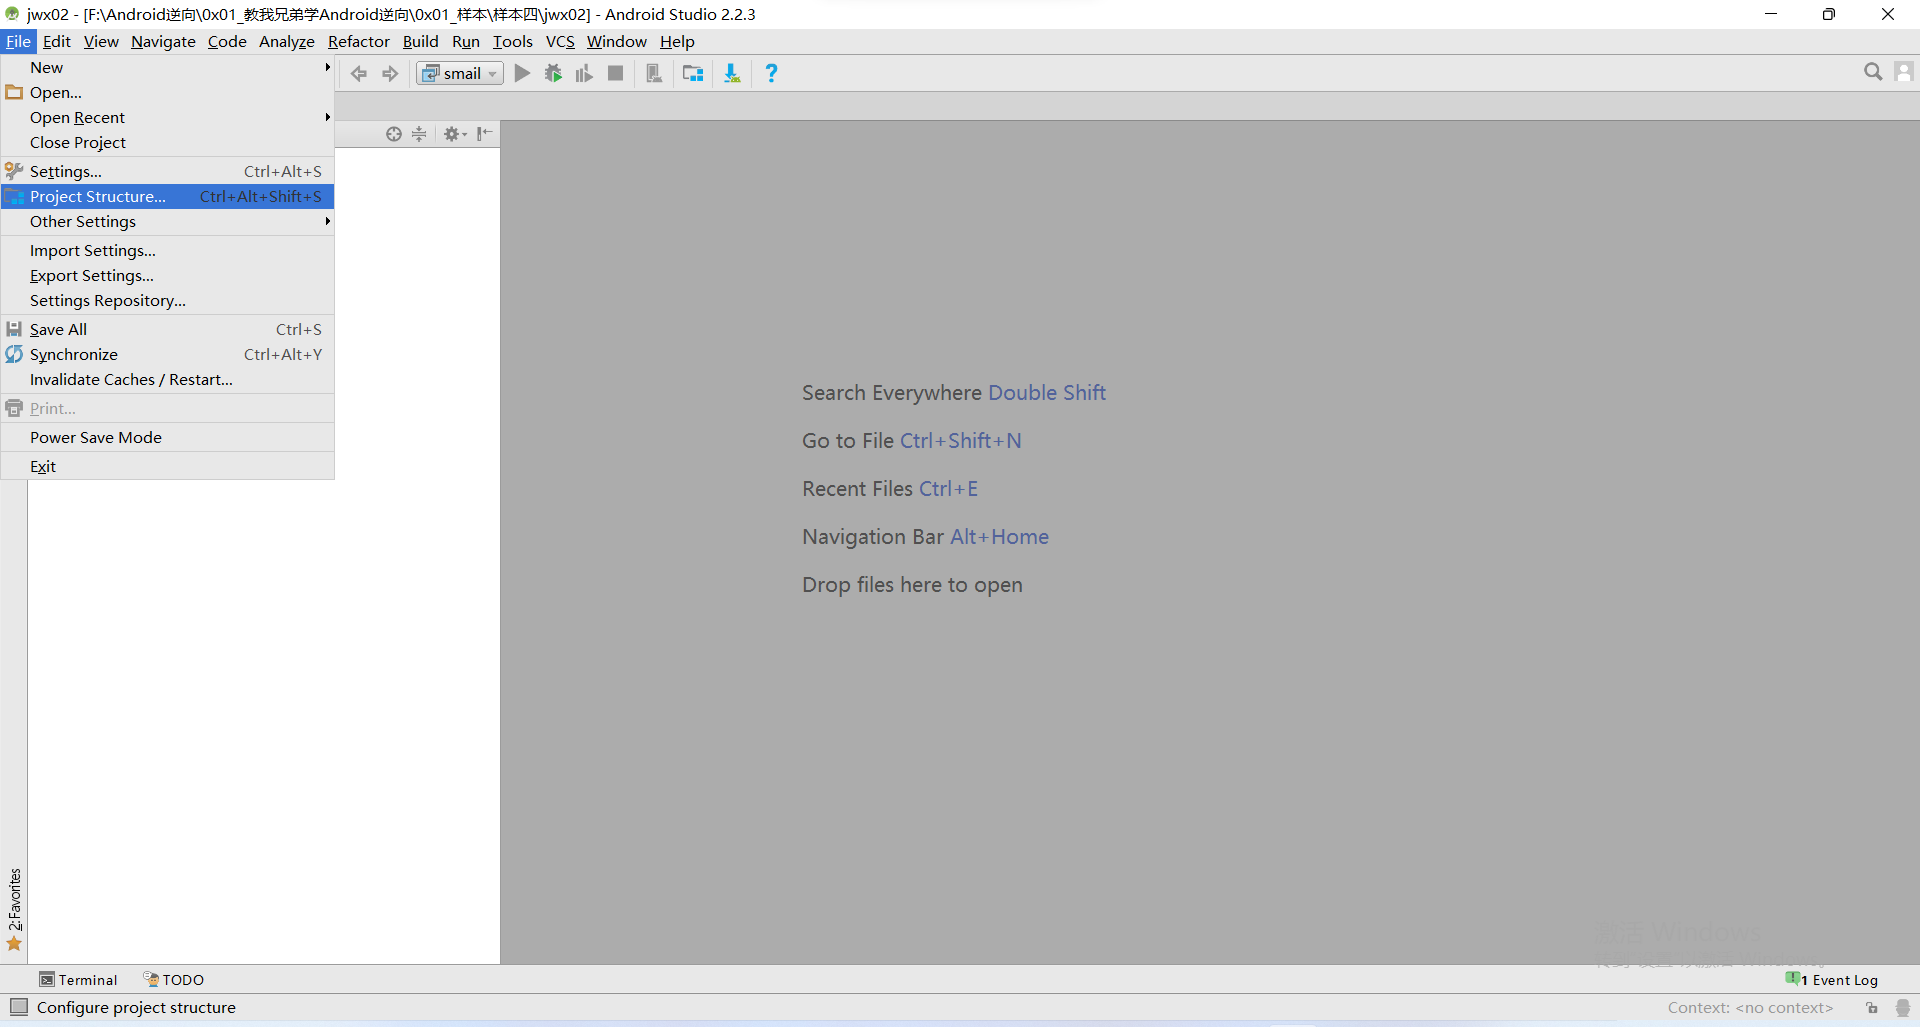 jwx02 - [F:\Android逆向\0x01_教我兄弟学Android逆向\0x01_样本\样本四\jwx02] - Android Studio 2.2.3
File Edit View Navigate Code Analyze Refactor Build Run Tools VCS Window Help
smail
New
Open...
Open Recent
Close Project
Settings... Ctrl+Alt+S
Project Structure... Ctrl+Alt+Shift+S
Other Settings
Import Settings...
Export Settings...
Settings Repository...
Save All Ctrl+S
Synchronize Ctrl+Alt+Y
Invalidate Caches / Restart...
Print...
Power Save Mode
Exit
Search Everywhere Double Shift
Go to File Ctrl+Shift+N
Recent Files Ctrl+E
Navigation Bar Alt+Home
Drop files here to open
2: Favorites
激活 Windows
Terminal TODO
1 Event Log
Configure project structure
Context: <no context>